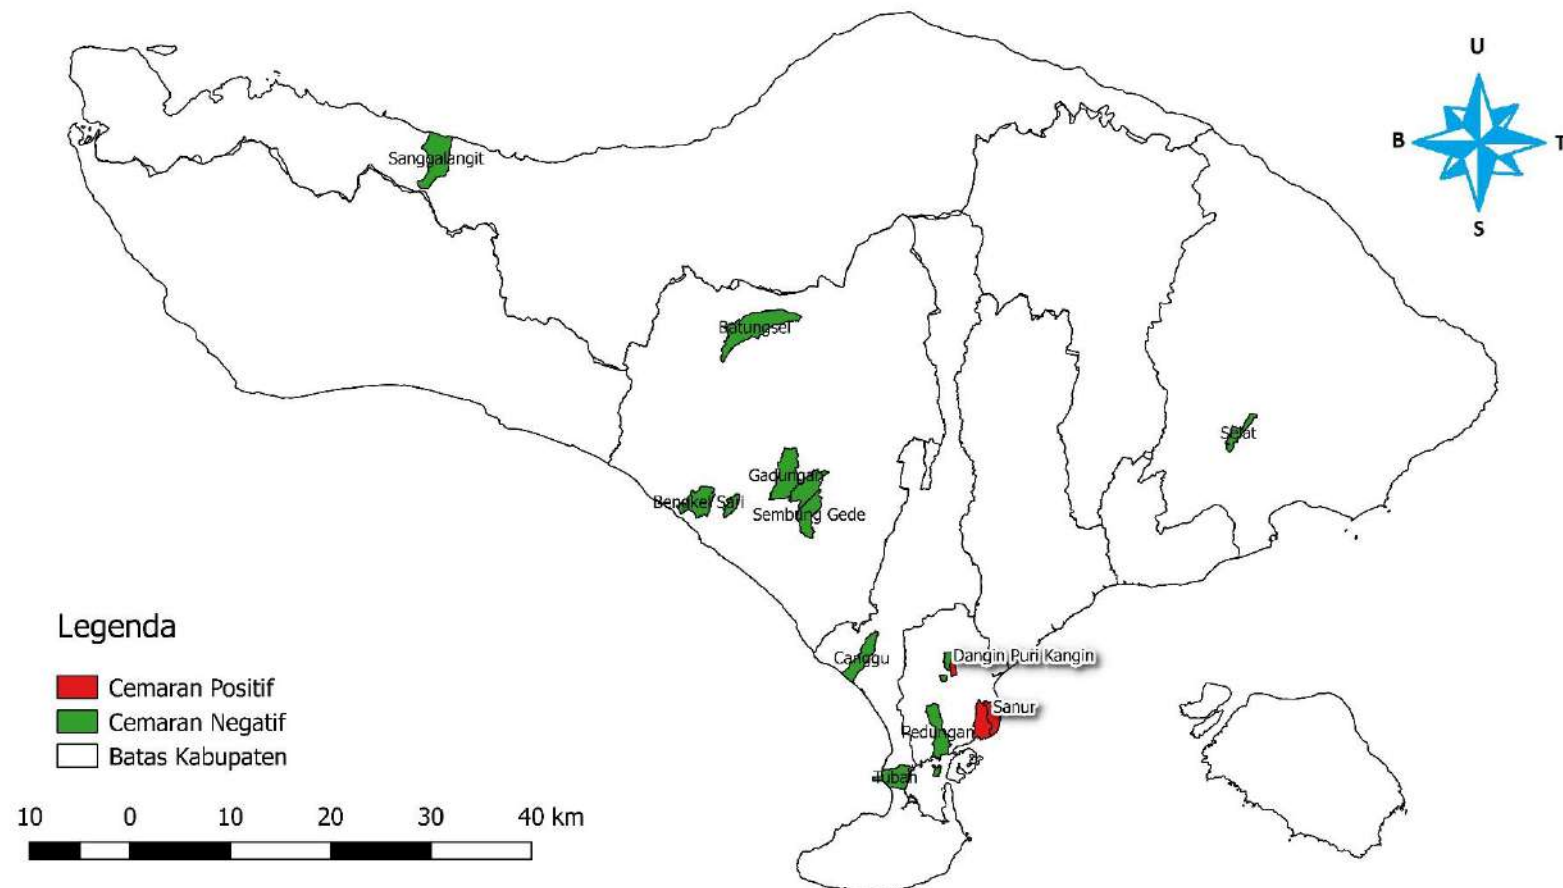 U
B
T
S
Sanggalangit
Batungsel
Selat
Gadungan
Bengkel Sari
Sembung Gede
Canggu
Dangin Puri Kangin
Sanur
Pedungan
Tuban
Legenda
Cemaran Positif
Cemaran Negatif
Batas Kabupaten
10 0 10 20 30 40 km